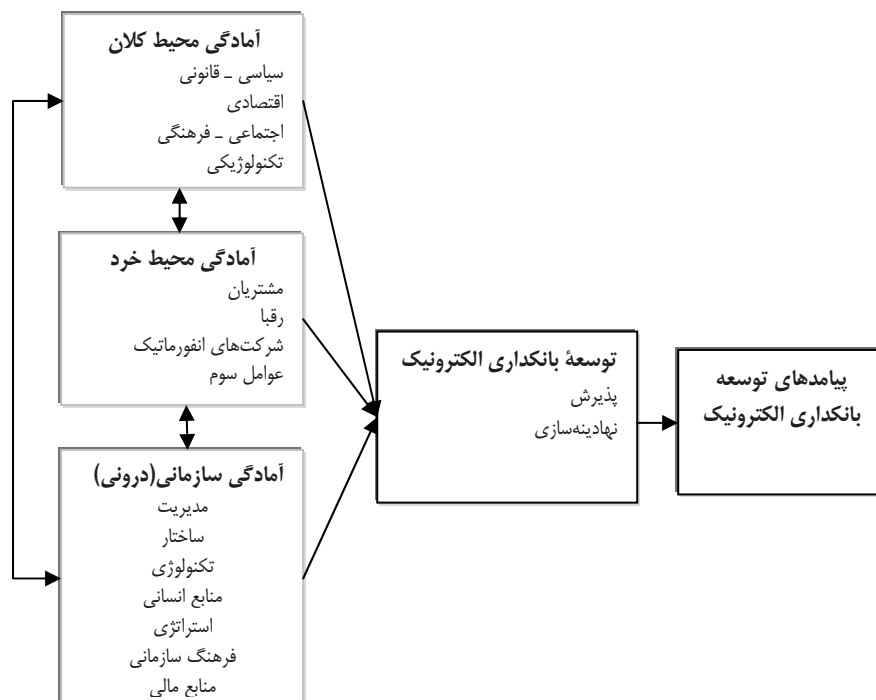 آمادگی محیط کلان
سیاسی ـ قانونی
اقتصادی
اجتماعی ـ فرهنگی
تکنولوژیکی
آمادگی محیط خرد
مشتریان
رقبا
شرکت‌های انفورماتیک
عوامل سوم
آمادگی سازمانی(درونی)
مدیریت
ساختار
تکنولوژی
منابع انسانی
استراتژی
فرهنگ سازمانی
منابع مالی
توسعۀ بانکداری الکترونیک
پذیرش
نهادینه‌سازی
پیامدهای توسعه
بانکداری الکترونیک